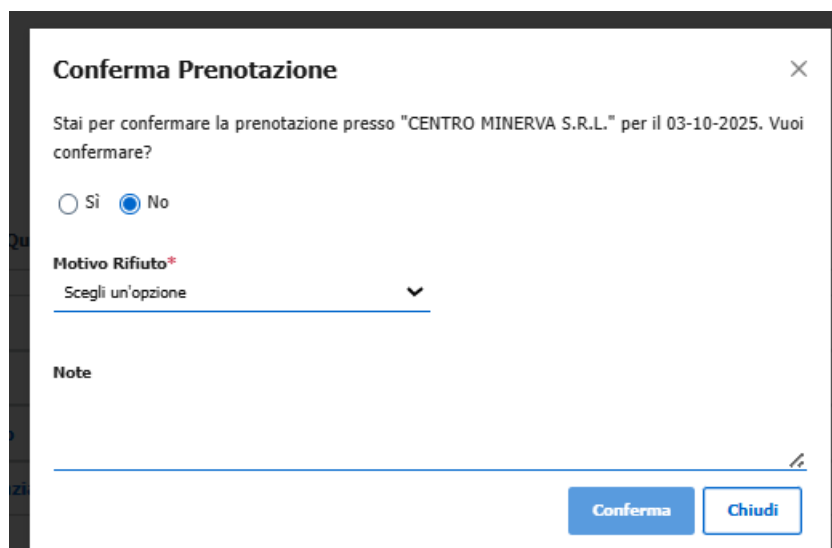 Conferma Prenotazione
Stai per confermare la prenotazione presso "CENTRO MINERVA S.R.L." per il 03-10-2025. Vuoi
confermare?
Sì No
Motivo Rifiuto*
Scegli un'opzione
Note
Conferma Chiudi